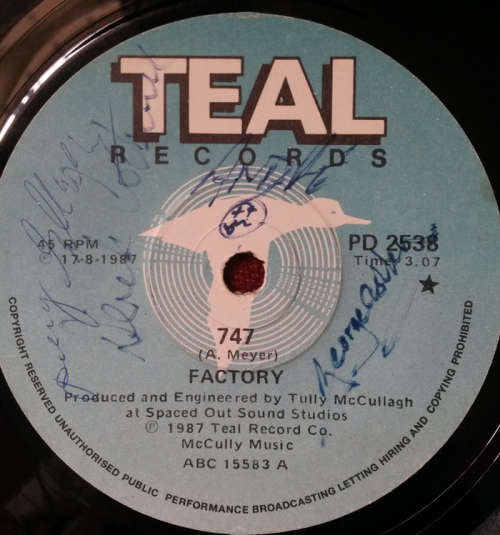 TEAL
RECORDS
45 RPM
17-8-1987
PD 2538
Time: 3.07
747
(A. Meyer)
FACTORY
Produced and Engineered by Tully McCullagh
at Spaced Out Sound Studios
℗ 1987 Teal Record Co.
McCully Music
ABC 15583 A
COPYRIGHT RESERVED UNAUTHORISED PUBLIC PERFORMANCE BROADCASTING LETTING HIRING AND COPYING PROHIBITED
George